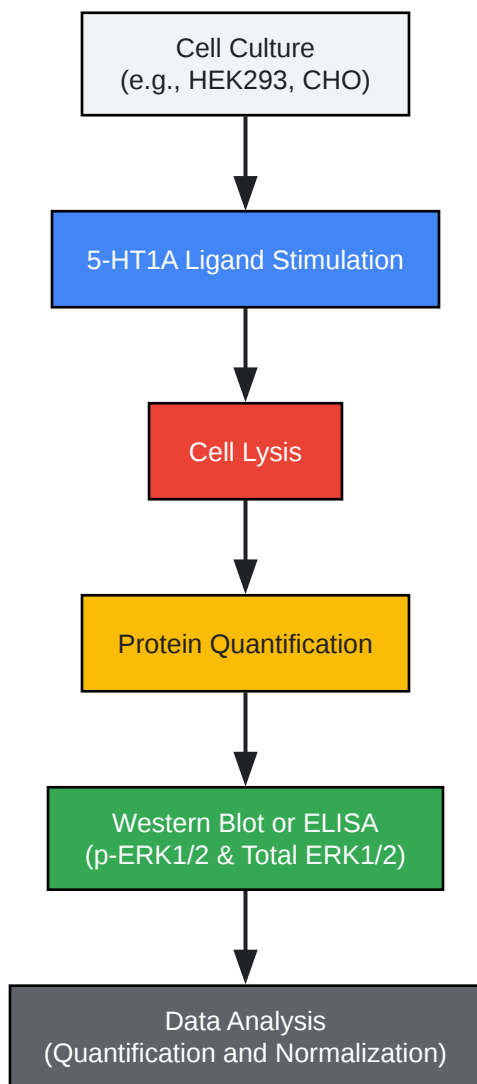 Cell Culture
(e.g., HEK293, CHO)
5-HT1A Ligand Stimulation
Cell Lysis
Protein Quantification
Western Blot or ELISA
(p-ERK1/2 & Total ERK1/2)
Data Analysis
(Quantification and Normalization)